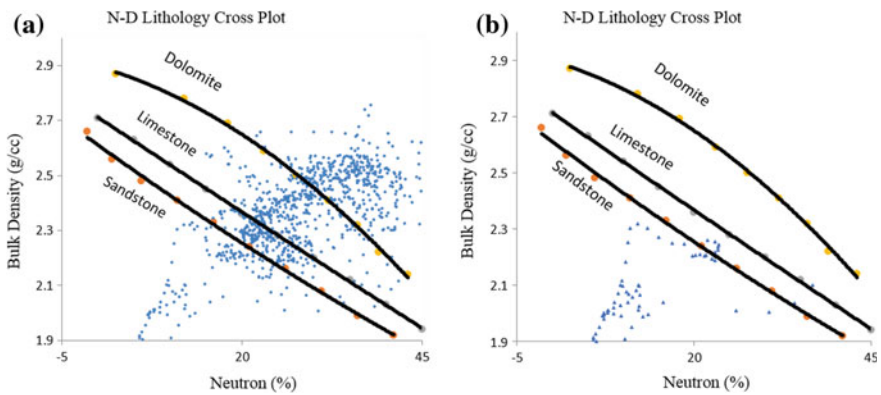 (a)
N-D Lithology Cross Plot
Bulk Density (g/cc)
2.9
2.7
2.5
2.3
2.1
1.9
Dolomite
Limestone
Sandstone
-5
20
45
Neutron (%)
(b)
N-D Lithology Cross Plot
Bulk Density (g/cc)
2.9
2.7
2.5
2.3
2.1
1.9
Dolomite
Limestone
Sandstone
-5
20
45
Neutron (%)